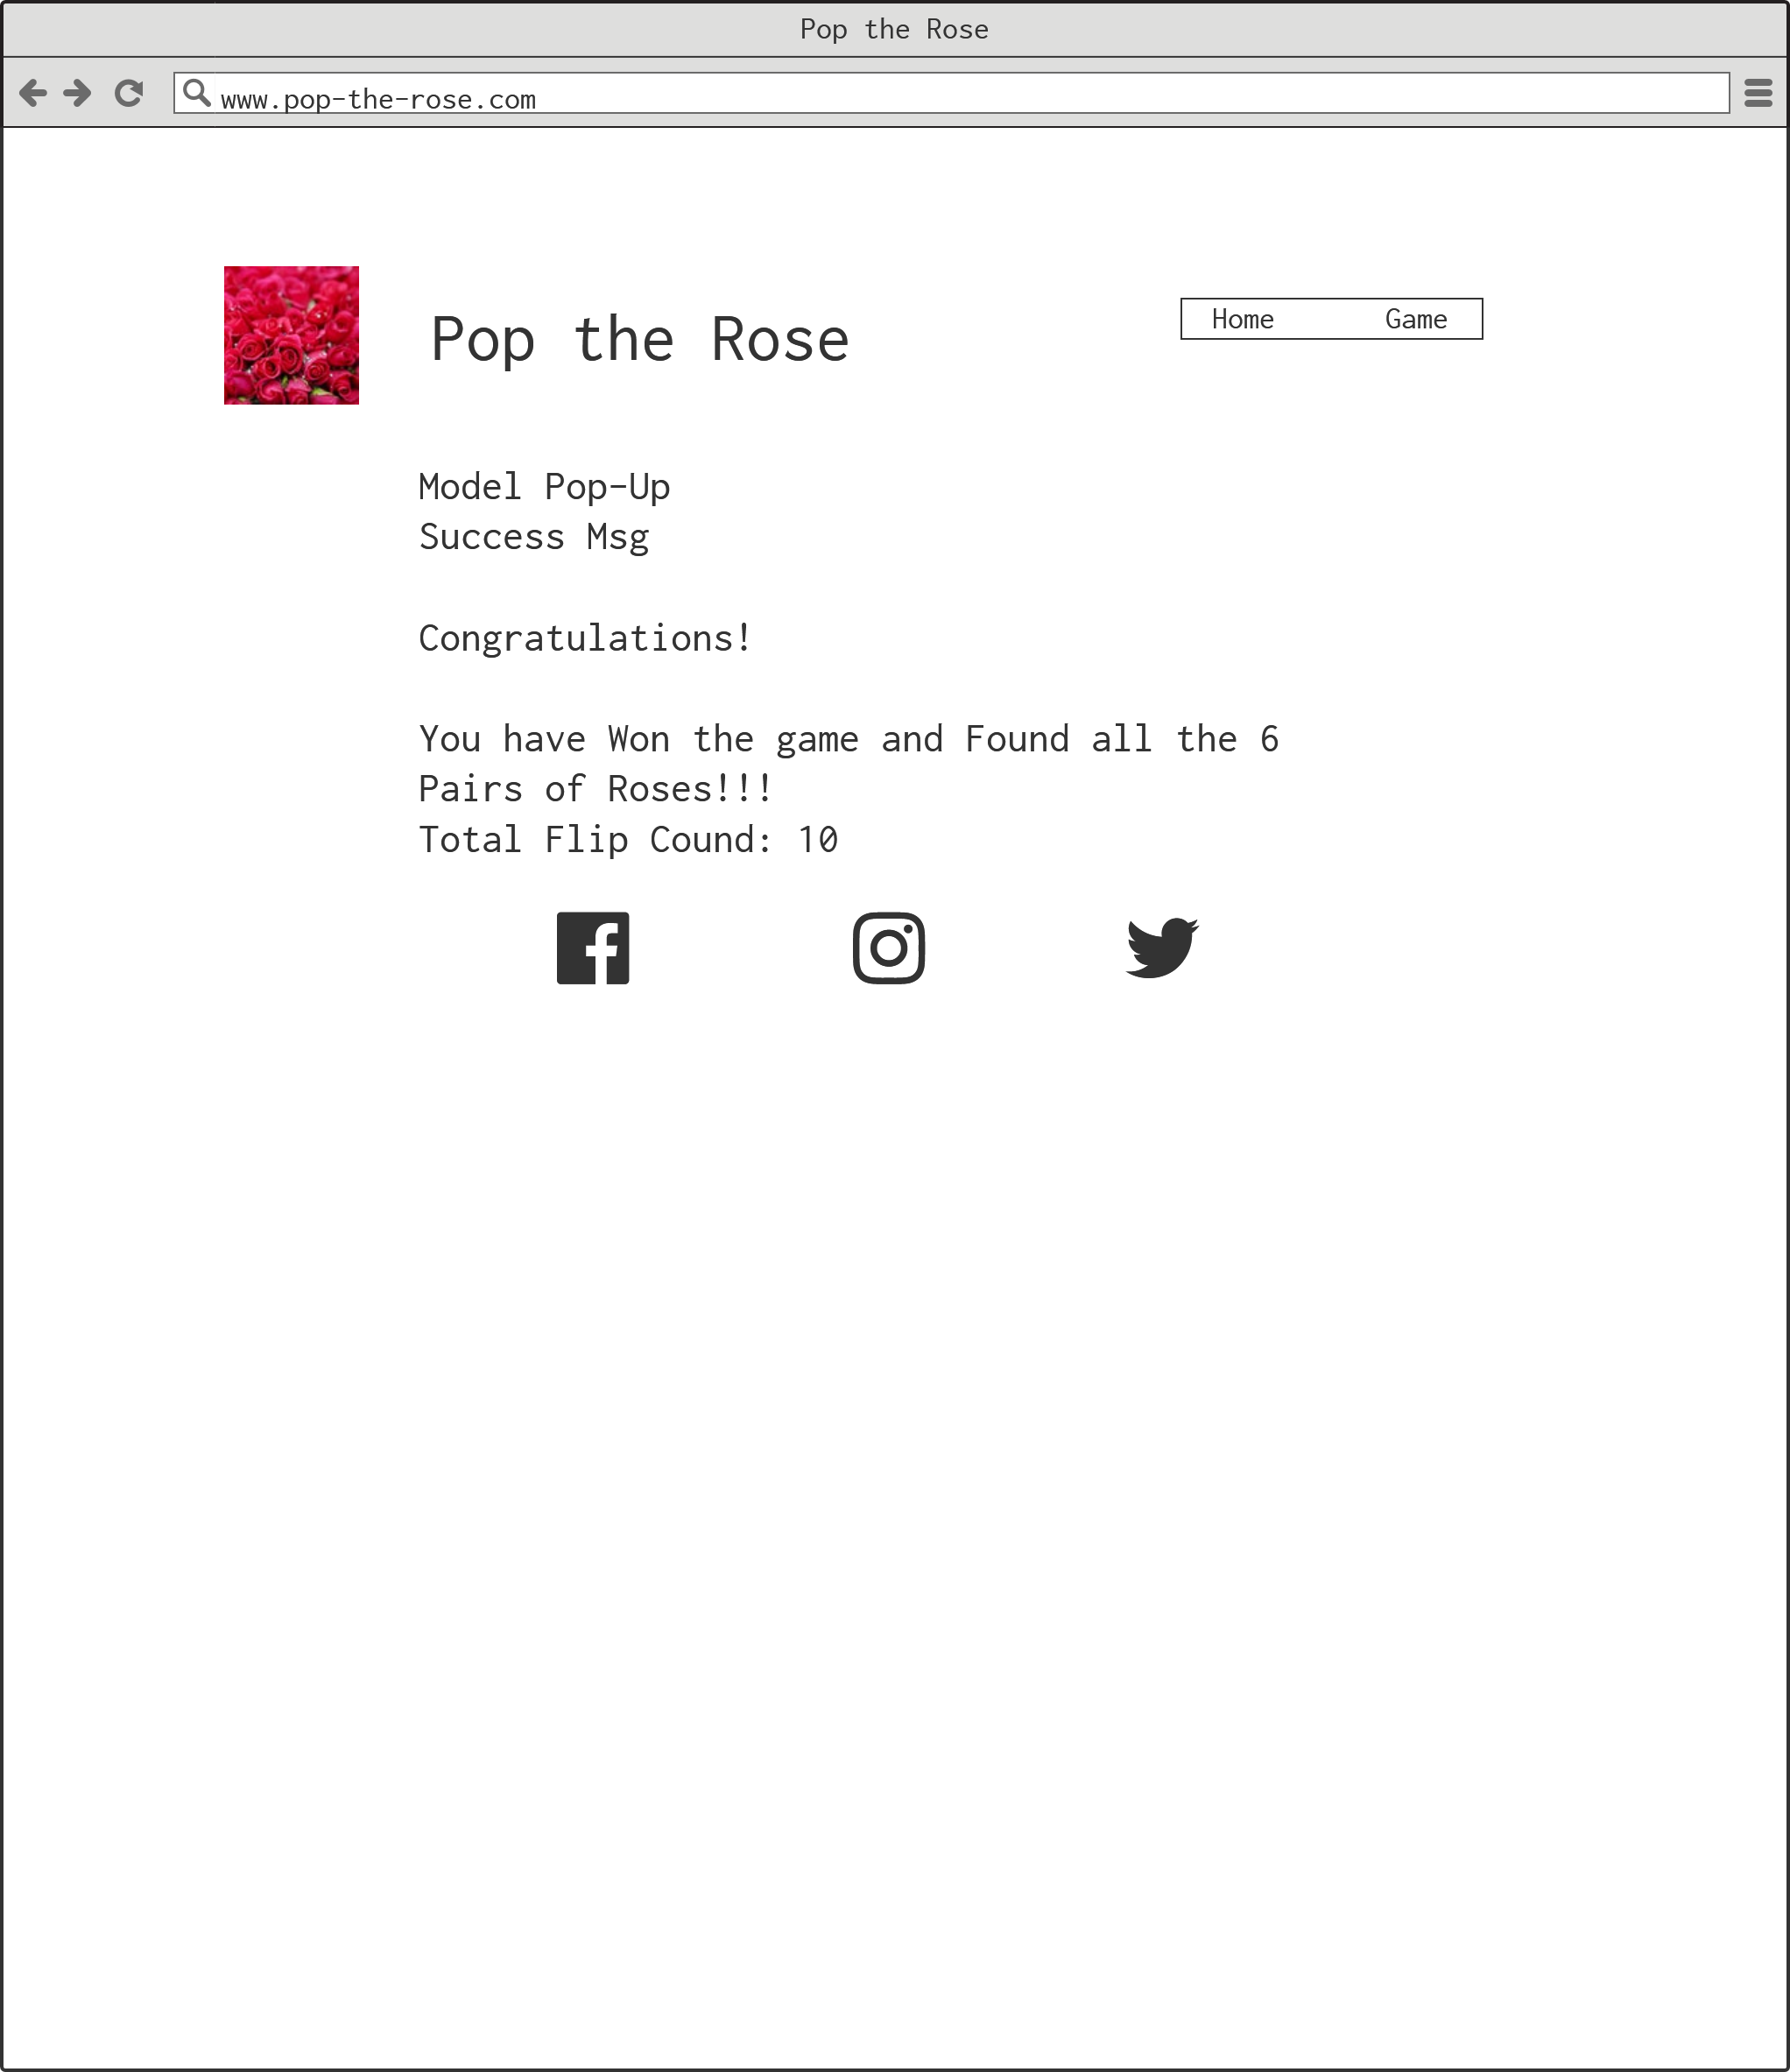 Pop the Rose
www.pop-the-rose.com
Pop the Rose
Home Game
Model Pop-Up
Success Msg
Congratulations!
You have Won the game and Found all the 6
Pairs of Roses!!!
Total Flip Cound: 10